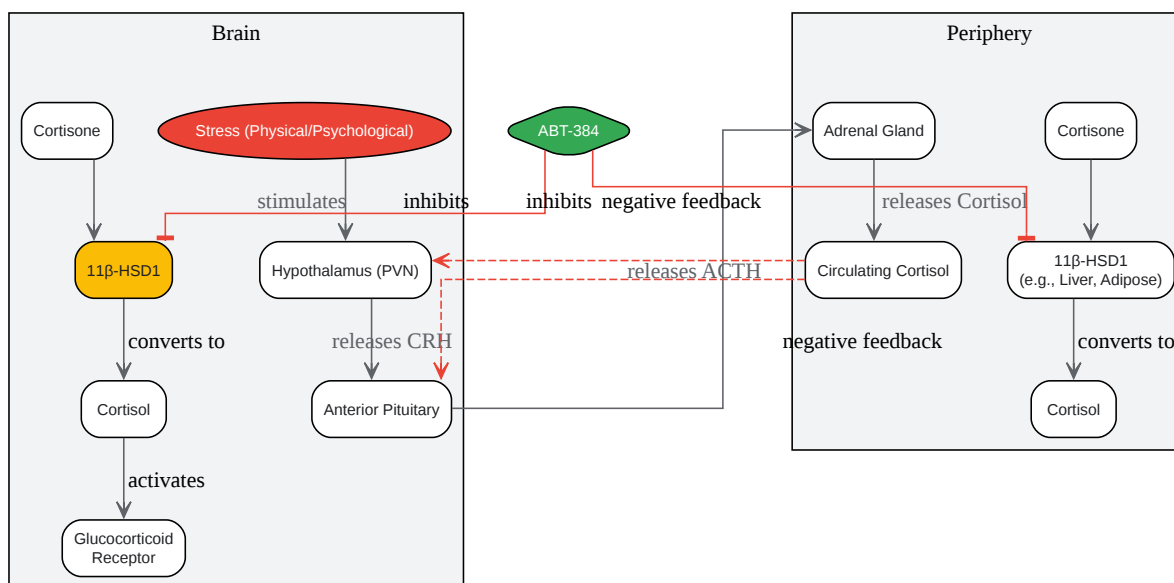 Brain
Periphery
Cortisone
Stress (Physical/Psychological)
ABT-384
Adrenal Gland
Cortisone
stimulates
inhibits
inhibits
negative feedback
releases Cortisol
11β-HSD1
Hypothalamus (PVN)
releases ACTH
Circulating Cortisol
11β-HSD1
(e.g., Liver, Adipose)
converts to
releases CRH
negative feedback
converts to
Cortisol
Anterior Pituitary
Cortisol
activates
Glucocorticoid
Receptor